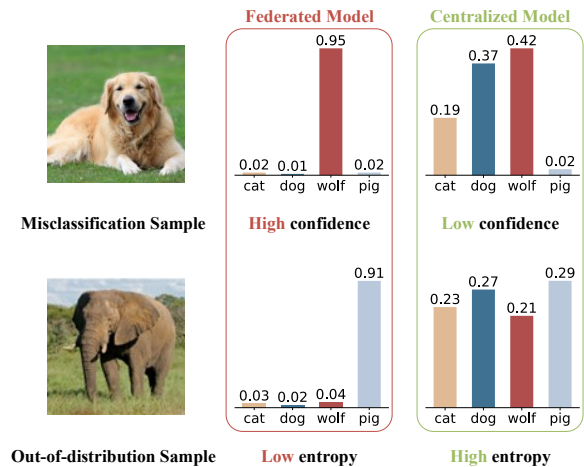 Federated Model
Centralized Model
0.02 0.01 0.95 0.02
cat dog wolf pig
0.19 0.37 0.42 0.02
cat dog wolf pig
Misclassification Sample
High confidence
Low confidence
0.03 0.02 0.04 0.91
cat dog wolf pig
0.23 0.27 0.21 0.29
cat dog wolf pig
Out-of-distribution Sample
Low entropy
High entropy